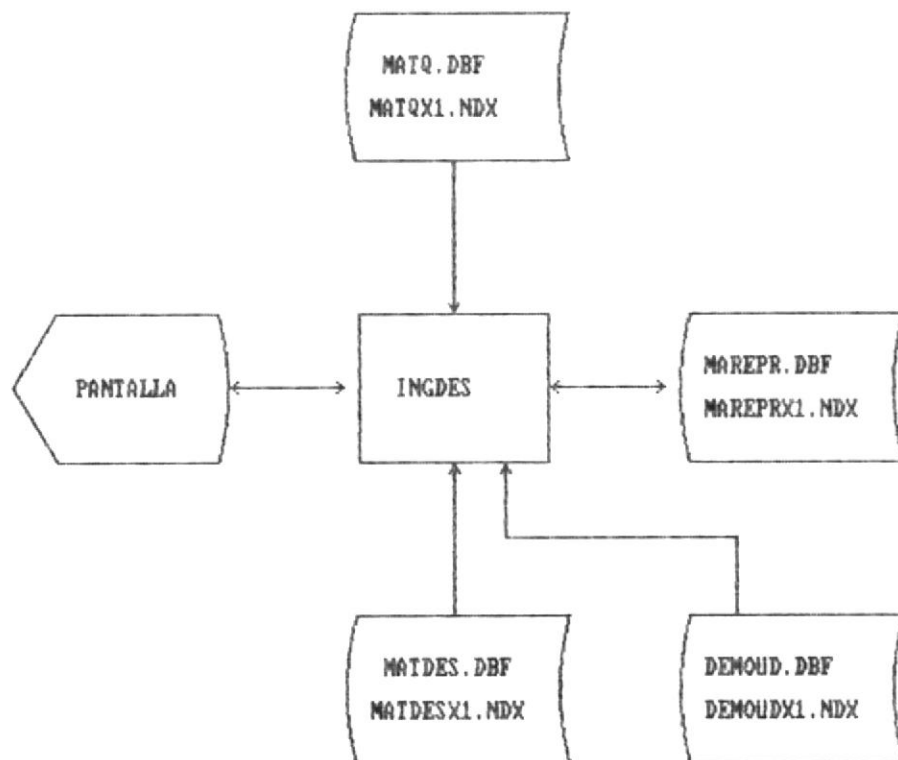 MATQ.DBF
MATQX1.NDX
PANTALLA
INGDES
MAREPR.DBF
MAREPRX1.NDX
MATDES.DBF
MATDESX1.NDX
DEMOUD.DBF
DEMOUDX1.NDX